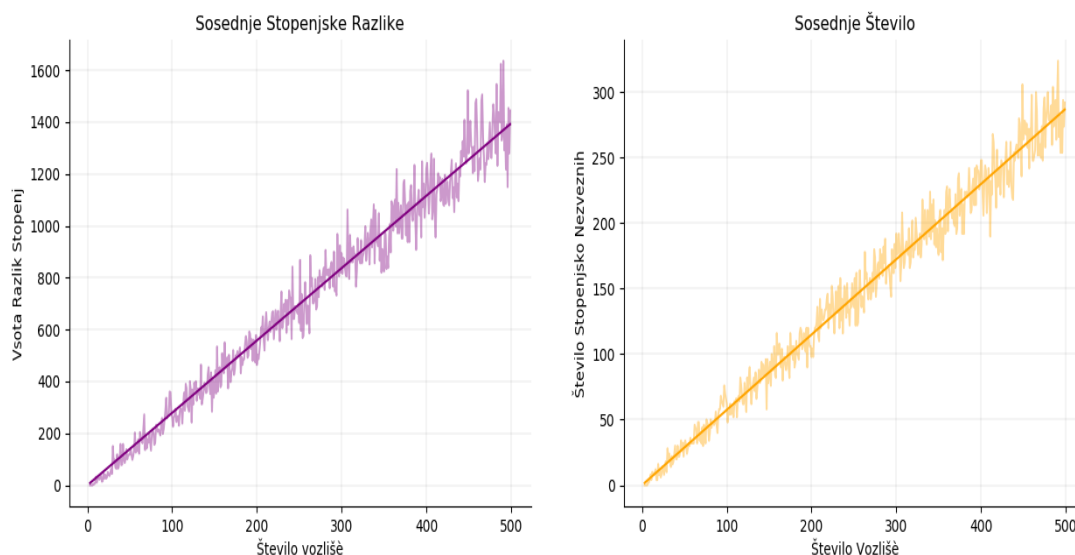 Sosednje Stopenjske Razlike
Vsota Razlik Stopenj
1600
1400
1200
1000
800
600
400
200
0
0 100 200 300 400 500
Število vozlišè
Sosednje Število
Število Stopenjsko Nezveznih
300
250
200
150
100
50
0
0 100 200 300 400 500
Število Vozlišè